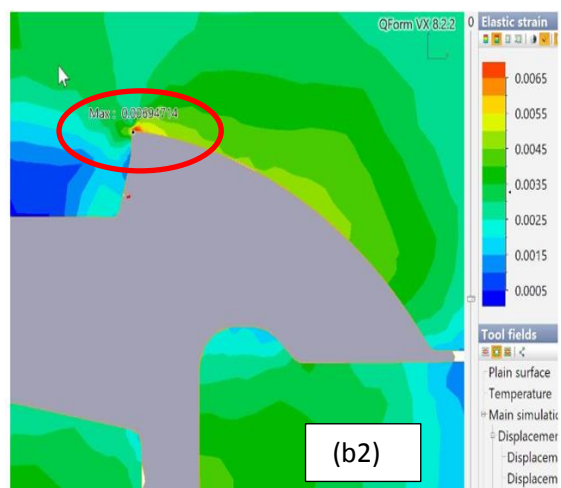 QForm VX 8.2.2
0
Elastic strain
Max : 0.00694714
0.0065
0.0055
0.0045
0.0035
0.0025
0.0015
0.0005
Tool fields
Plain surface
Temperature
Main simulatio
Displacemen
Displacem
Displacem
(b2)